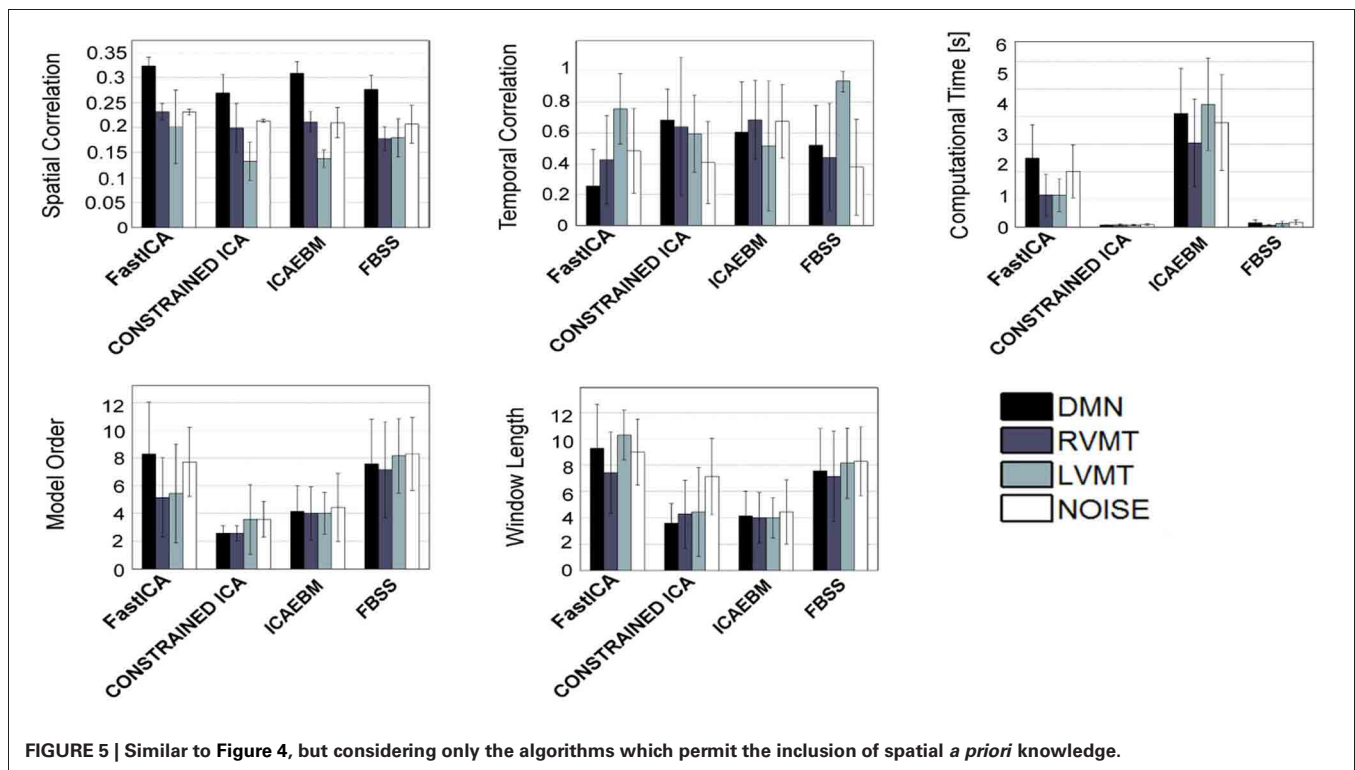 Spatial Correlation
0.35
0.3
0.25
0.2
0.15
0.1
0.05
0
FastICA
CONSTRAINED ICA
ICAEBM
FBSS
Temporal Correlation
1
0.8
0.6
0.4
0.2
0
FastICA
CONSTRAINED ICA
ICAEBM
FBSS
Computational Time [s]
6
5
4
3
2
1
0
FastICA
CONSTRAINED ICA
ICAEBM
FBSS
Model Order
12
10
8
6
4
2
0
FastICA
CONSTRAINED ICA
ICAEBM
FBSS
Window Length
12
10
8
6
4
2
0
FastICA
CONSTRAINED ICA
ICAEBM
FBSS
DMN
RVMT
LVMT
NOISE
FIGURE 5 | Similar to Figure 4, but considering only the algorithms which permit the inclusion of spatial a priori knowledge.